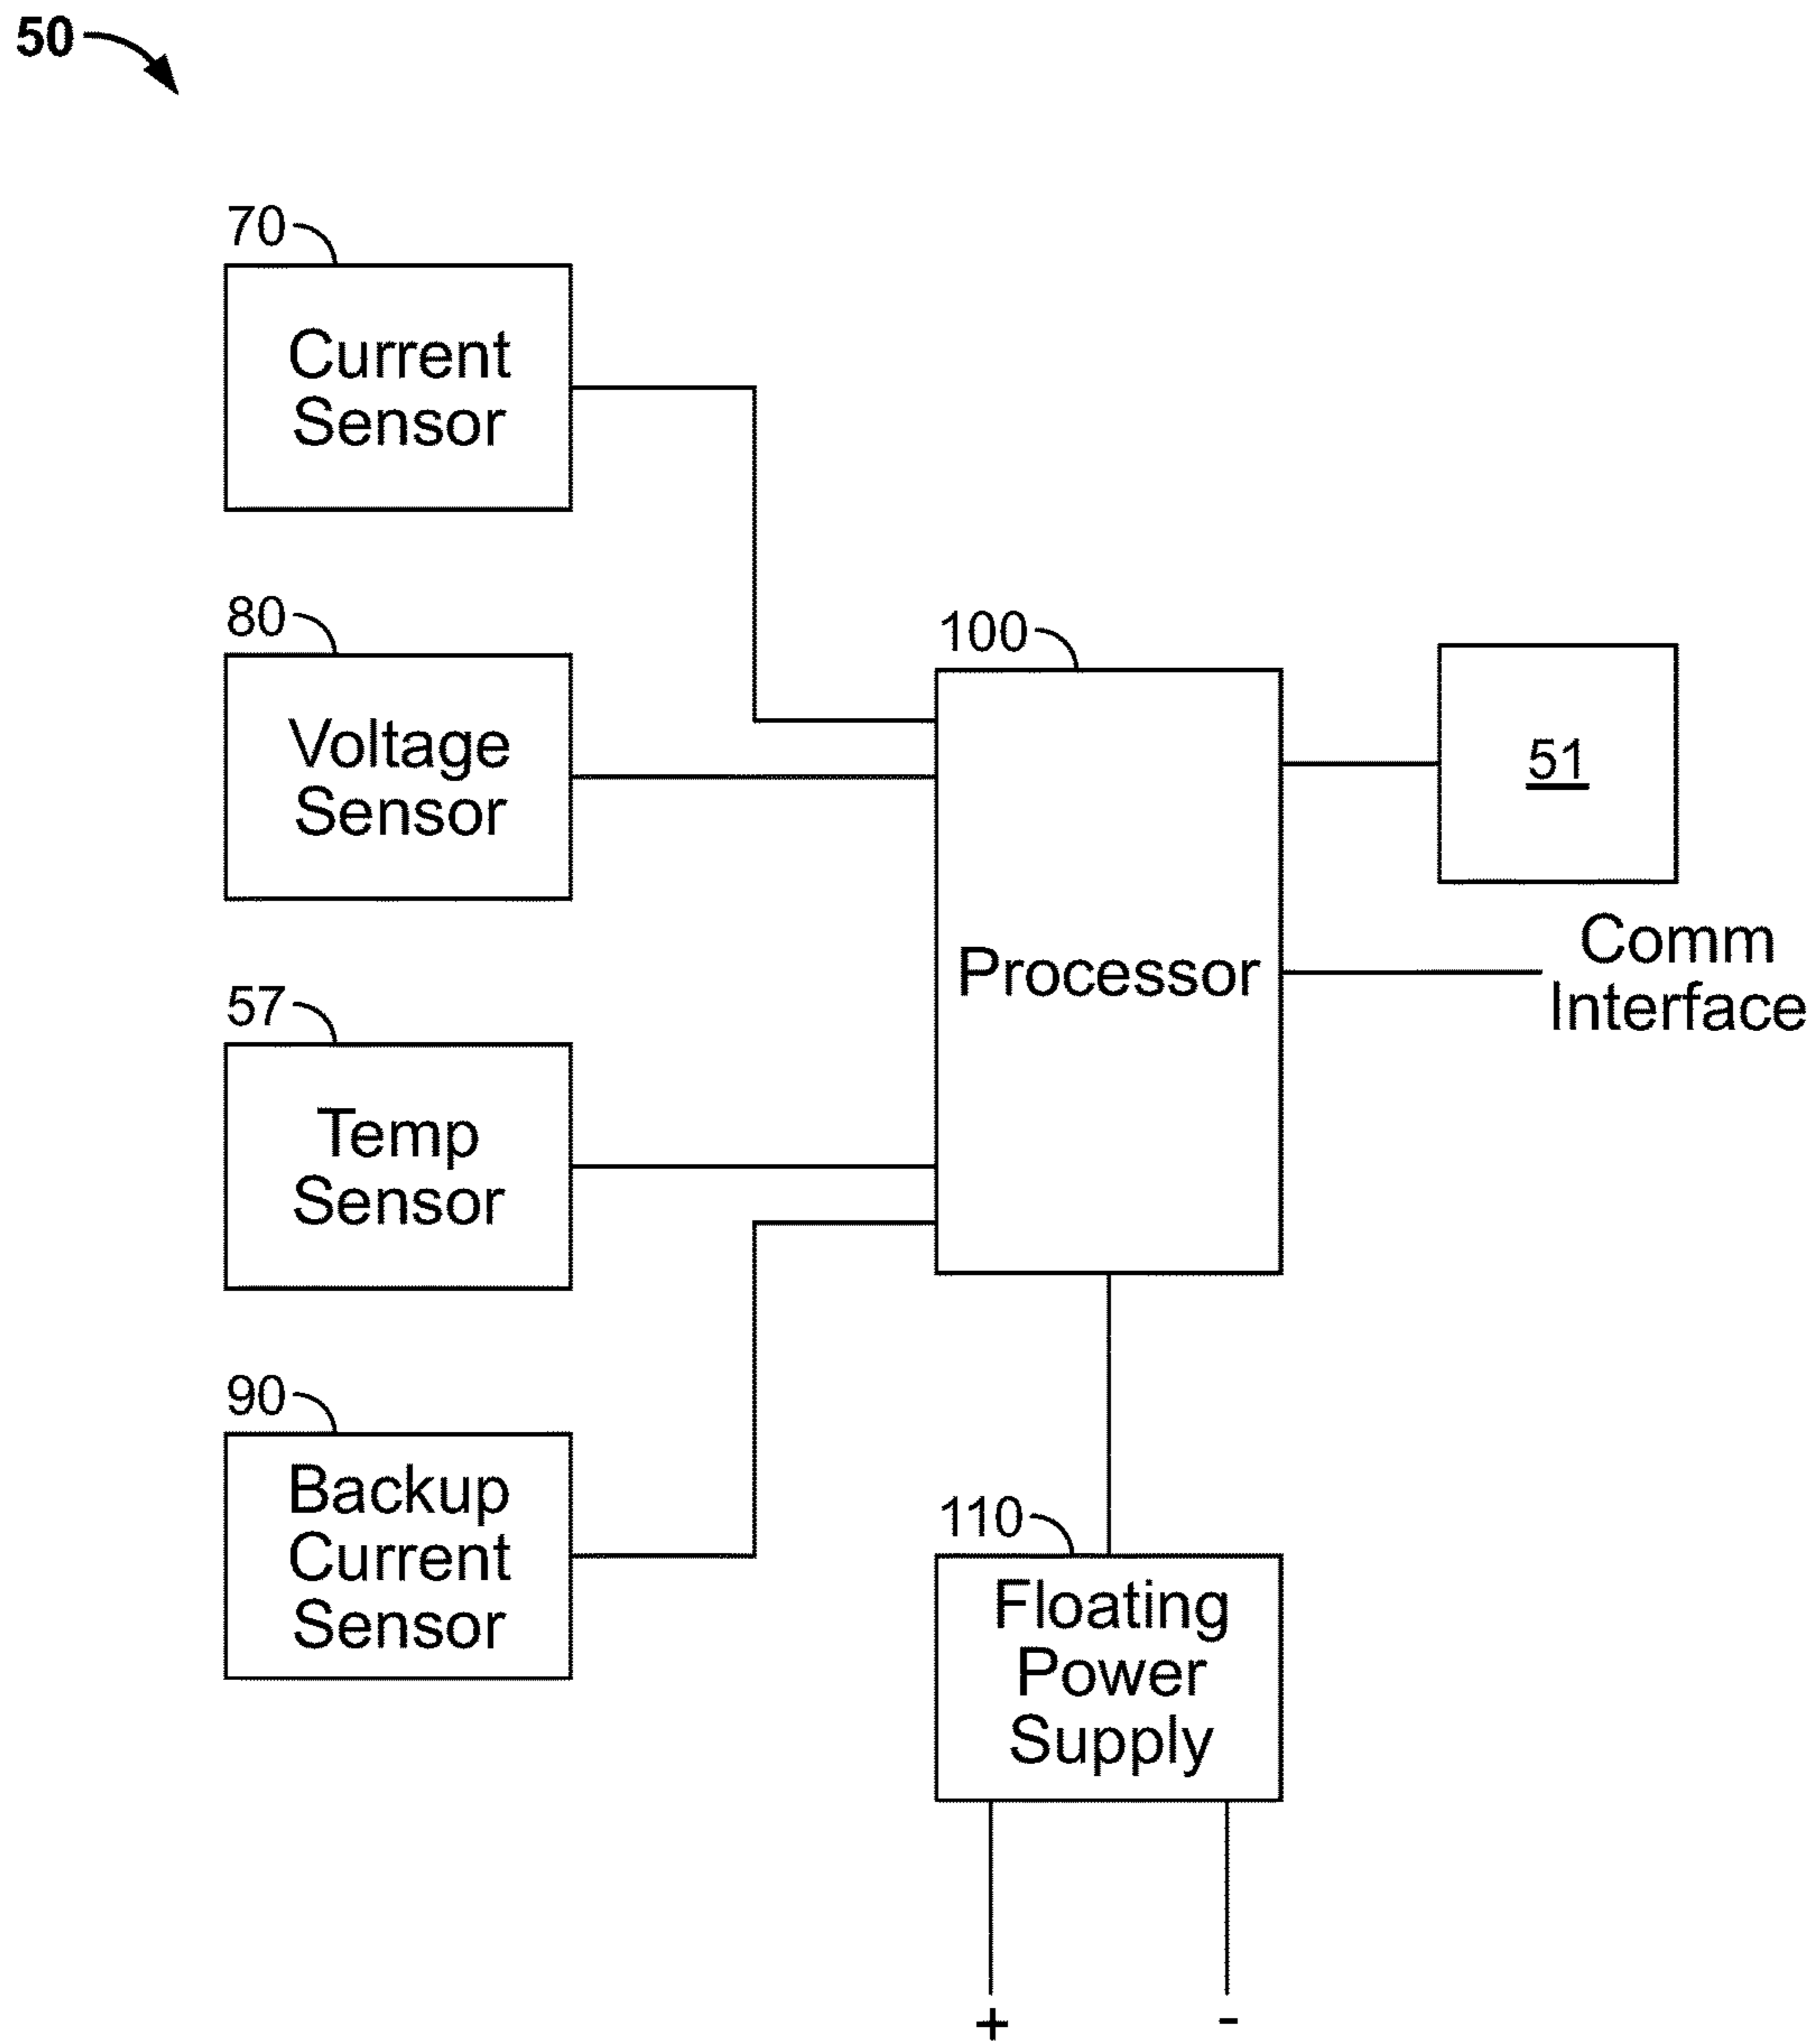 50
70
Current
Sensor
80
Voltage
Sensor
57
Temp
Sensor
90
Backup
Current
Sensor
100
Processor
51
Comm
Interface
110
Floating
Power
Supply
+ -